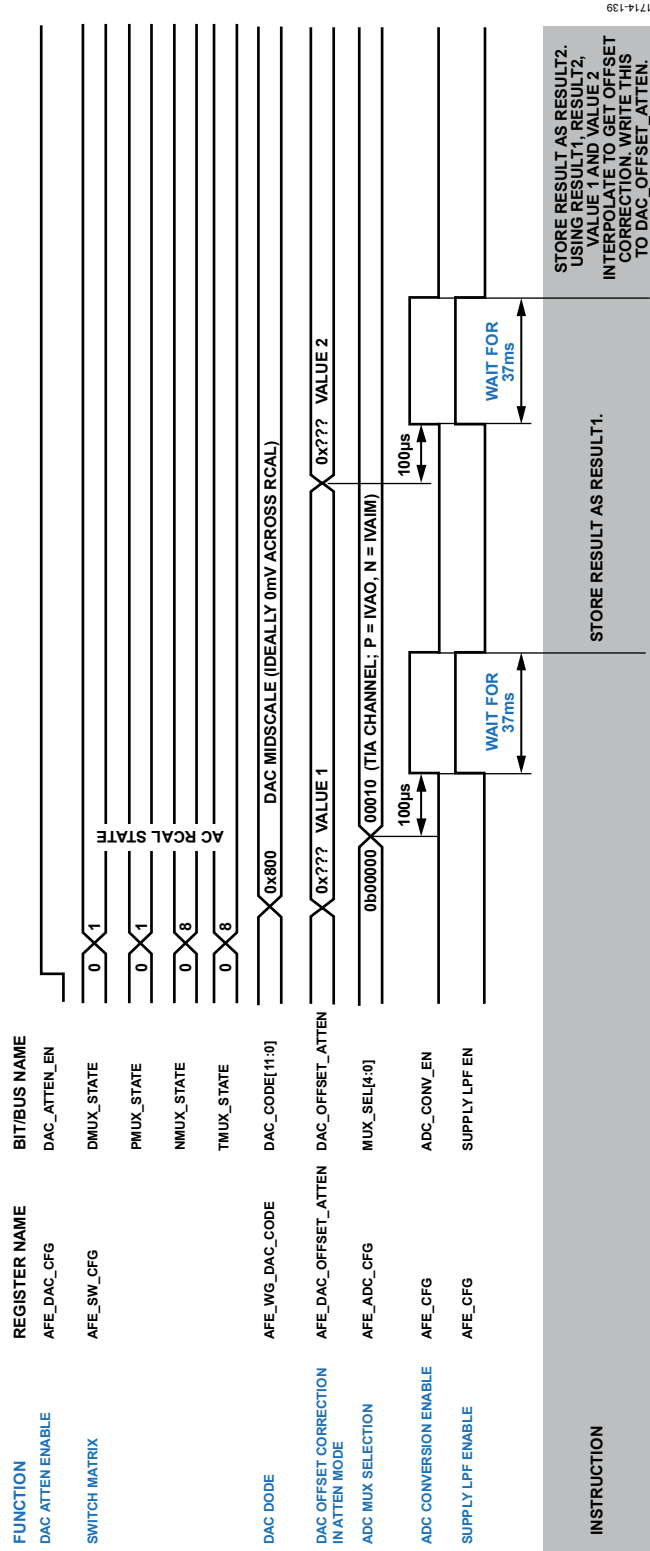 FUNCTION REGISTER NAME BIT/BUS NAME
DAC ATTEN ENABLE AFE_DAC_CFG DAC_ATTEN_EN
SWITCH MATRIX AFE_SW_CFG DMUX_STATE 0 1
PMUX_STATE 0 1
NMUX_STATE 0 8
TMUX_STATE 0 8
AC RCAL STATE
DAC DODE AFE_WG_DAC_CODE DAC_CODE[11:0] 0x800 DAC MIDSCALE (IDEALLY 0mV ACROSS RCAL)
DAC OFFSET CORRECTION
IN ATTEN MODE AFE_DAC_OFFSET_ATTEN DAC_OFFSET_ATTEN 0x??? VALUE 1 0x??? VALUE 2
ADC MUX SELECTION AFE_ADC_CFG MUX_SEL[4:0] 0b00000 00010 (TIA CHANNEL; P = IVAO, N = IVAIM)
100µs 100µs
ADC CONVERSION ENABLE AFE_CFG ADC_CONV_EN
SUPPLY LPF ENABLE AFE_CFG SUPPLY LPF EN
WAIT FOR
37ms
WAIT FOR
37ms
INSTRUCTION
STORE RESULT AS RESULT1.
STORE RESULT AS RESULT2.
USING RESULT1, RESULT2,
VALUE 1 AND VALUE 2
INTERPOLATE TO GET OFFSET
CORRECTION. WRITE THIS
TO DAC_OFFSET_ATTEN.
1714-139